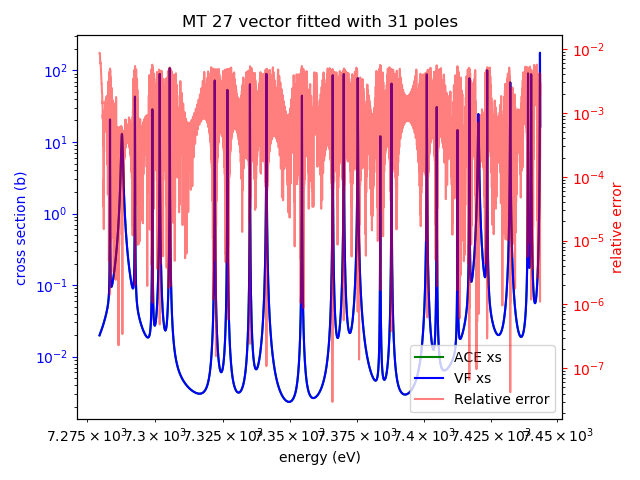 MT 27 vector fitted with 31 poles
cross section (b)
10²
10¹
10⁰
10⁻¹
10⁻²
relative error
10⁻²
10⁻³
10⁻⁴
10⁻⁵
10⁻⁶
10⁻⁷
ACE xs
VF xs
Relative error
7.275 × 10³ 7.3 × 10³ 7.325 × 10³ 7.35 × 10³ 7.375 × 10³ 7.4 × 10³ 7.425 × 10³ 7.45 × 10³
energy (eV)